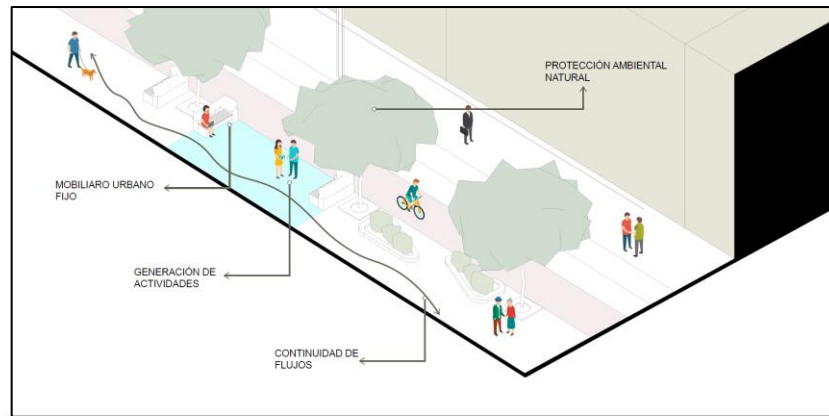 PROTECCIÓN AMBIENTAL
NATURAL
MOBILIARO URBANO
FIJO
GENERACIÓN DE
ACTIVIDADES
CONTINUIDAD DE
FLUJOS